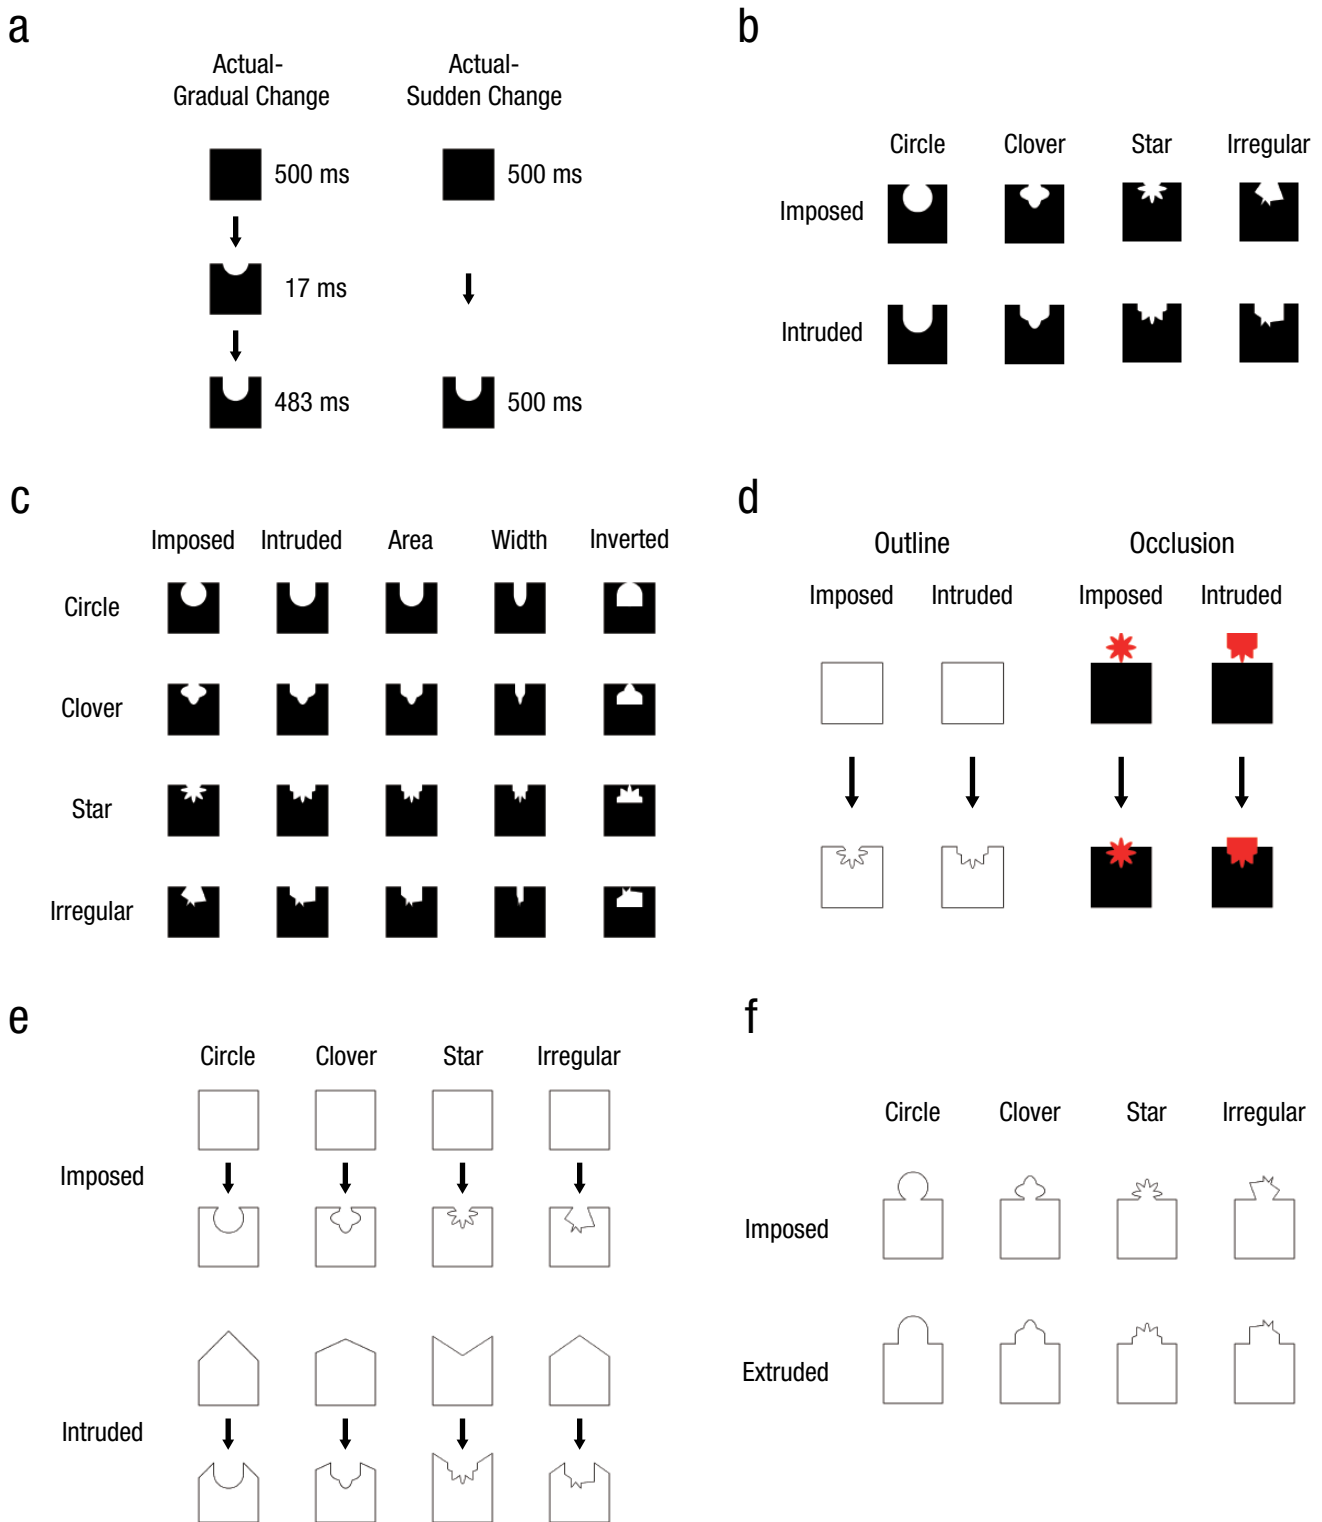 a
Actual-
Gradual Change
Actual-
Sudden Change
500 ms
500 ms
17 ms
483 ms
500 ms
b
Circle Clover Star Irregular
Imposed
Intruded
c
Imposed Intruded Area Width Inverted
Circle
Clover
Star
Irregular
d
Outline Occlusion
Imposed Intruded Imposed Intruded
e
Circle Clover Star Irregular
Imposed
Intruded
f
Circle Clover Star Irregular
Imposed
Extruded